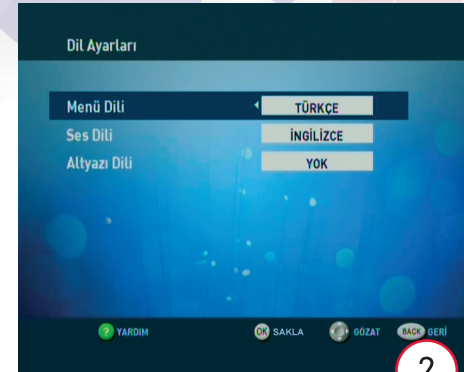 Dil Ayarları
Menü Dili TÜRKÇE
Ses Dili İNGİLİZCE
Altyazı Dili YOK
? YARDIM OK SAKLA GÖZAT BACK GERİ
2